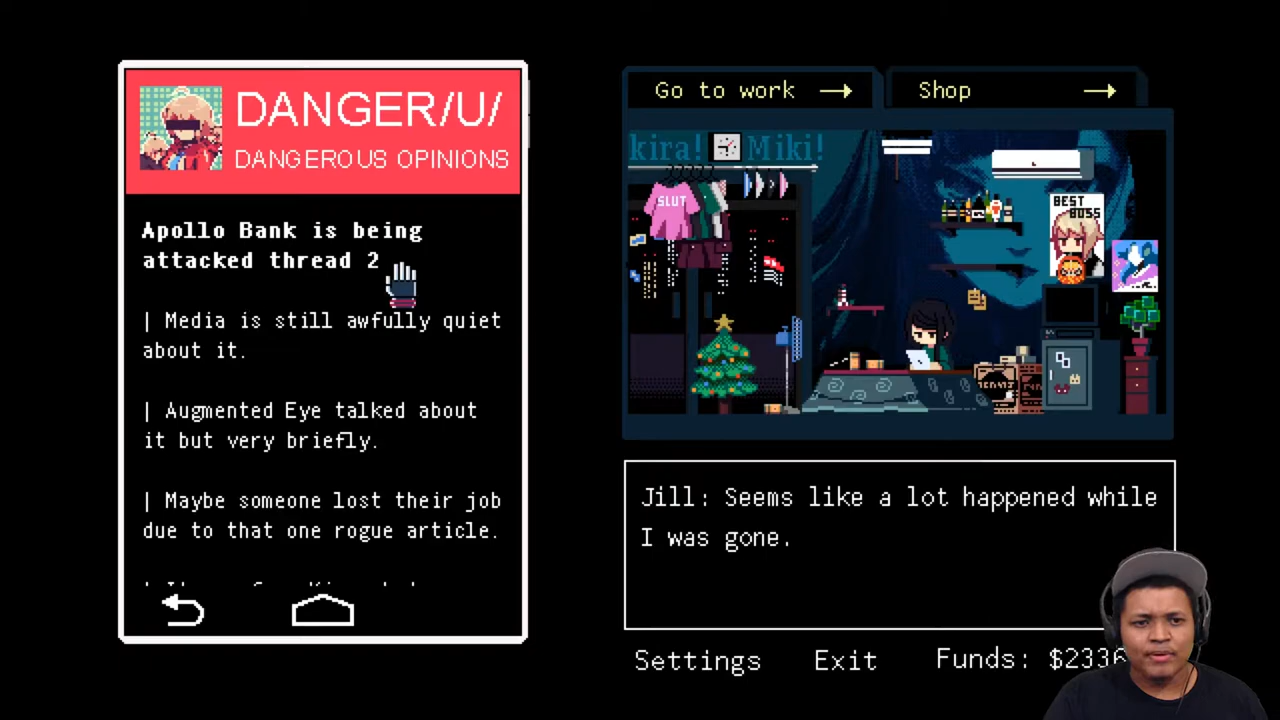 DANGER/U/
DANGEROUS OPINIONS
Apollo Bank is being
attacked thread 2
| Media is still awfully quiet
about it.
| Augmented Eye talked about
it but very briefly.
| Maybe someone lost their job
due to that one rogue article.
Go to work
Shop
kira! Miki!
SLUT
BEST
BOSS
Jill: Seems like a lot happened while
I was gone.
Settings
Exit
Funds: $2336